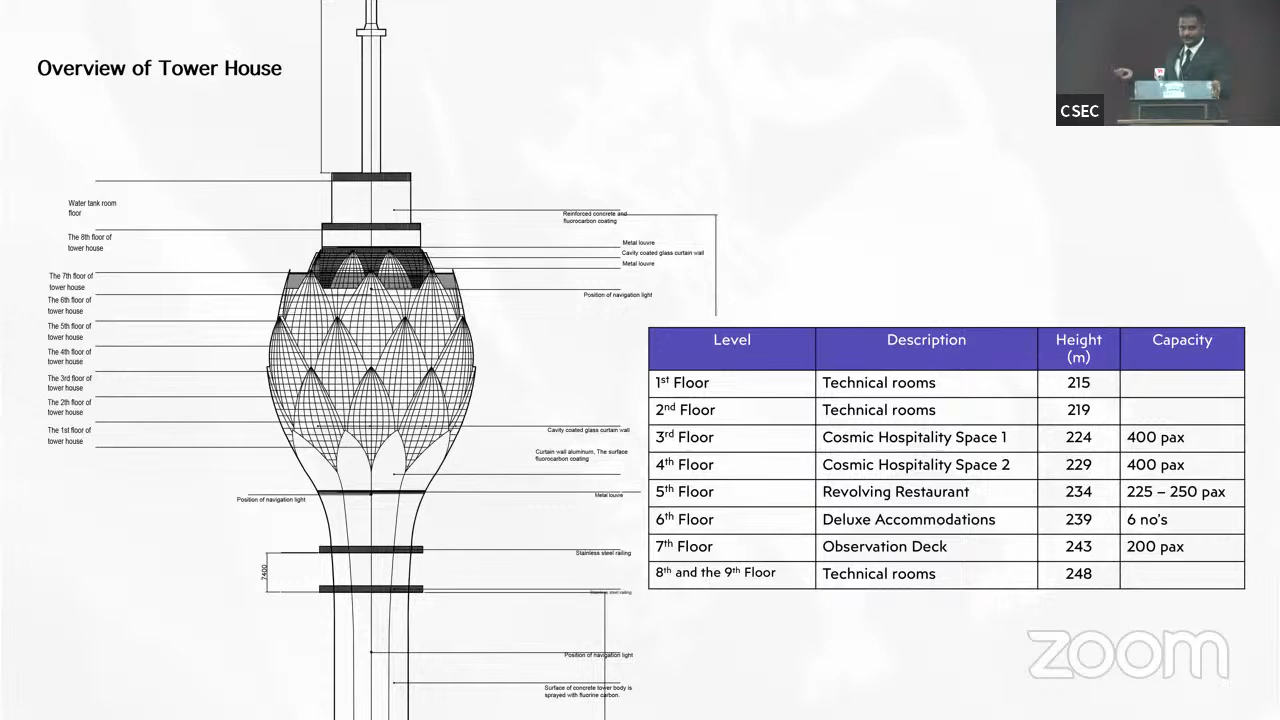 Overview of Tower House
CSEC
Water tank room
floor
The 8th floor of
tower house
The 7th floor of
tower house
The 6th floor of
tower house
The 5th floor of
tower house
The 4th floor of
tower house
The 3rd floor of
tower house
The 2th floor of
tower house
The 1st floor of
tower house
Position of navigation light
7400
Reinforced concrete and
fluorocarbon coating
Metal louvre
Cavity coated glass curtain wall
Metal louvre
Position of navigation light
Cavity coated glass curtain wall
Curtain wall aluminum, The surface
fluorocarbon coating
Metal louvre
Stainless steel railing
Stainless steel railing
Position of navigation light
Surface of concrete tower body is
sprayed with fluorine carbon.
Level Description Height (m) Capacity
1st Floor Technical rooms 215
2nd Floor Technical rooms 219
3rd Floor Cosmic Hospitality Space 1 224 400 pax
4th Floor Cosmic Hospitality Space 2 229 400 pax
5th Floor Revolving Restaurant 234 225 – 250 pax
6th Floor Deluxe Accommodations 239 6 no's
7th Floor Observation Deck 243 200 pax
8th and the 9th Floor Technical rooms 248
zoom